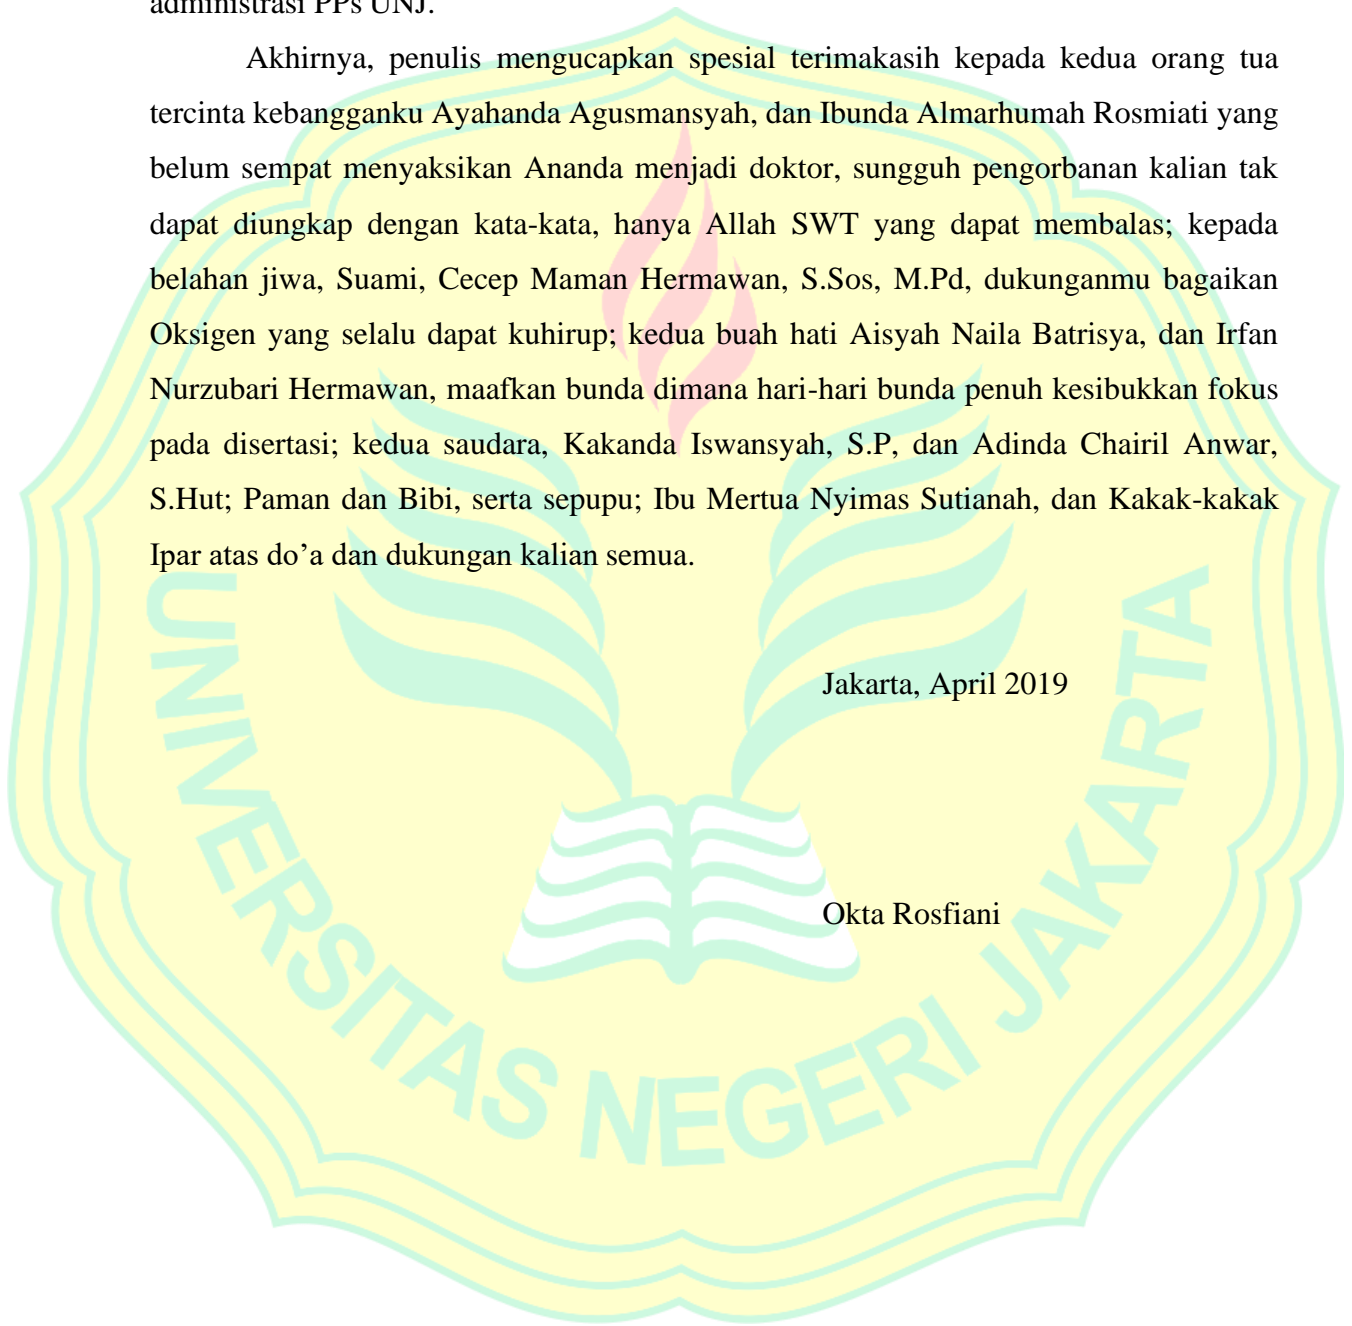 administrasi PPs UNJ.
Akhirnya, penulis mengucapkan spesial terimakasih kepada kedua orang tua
tercinta kebangganku Ayahanda Agusmansyah, dan Ibunda Almarhumah Rosmiati yang
belum sempat menyaksikan Ananda menjadi doktor, sungguh pengorbanan kalian tak
dapat diungkap dengan kata-kata, hanya Allah SWT yang dapat membalas; kepada
belahan jiwa, Suami, Cecep Maman Hermawan, S.Sos, M.Pd, dukunganmu bagaikan
Oksigen yang selalu dapat kuhirup; kedua buah hati Aisyah Naila Batrisya, dan Irfan
Nurzubari Hermawan, maafkan bunda dimana hari-hari bunda penuh kesibukkan fokus
pada disertasi; kedua saudara, Kakanda Iswansyah, S.P, dan Adinda Chairil Anwar,
S.Hut; Paman dan Bibi, serta sepupu; Ibu Mertua Nyimas Sutianah, dan Kakak-kakak
Ipar atas do’a dan dukungan kalian semua.
Jakarta, April 2019
Okta Rosfiani
UNIVERSITAS NEGERI JAKARTA